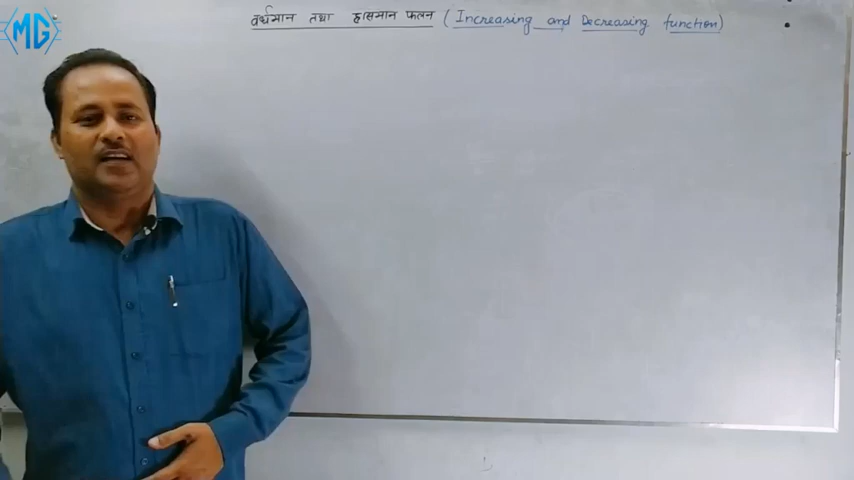 MG
वर्धमान तथा ह्रासमान फलन (Increasing and Decreasing function)